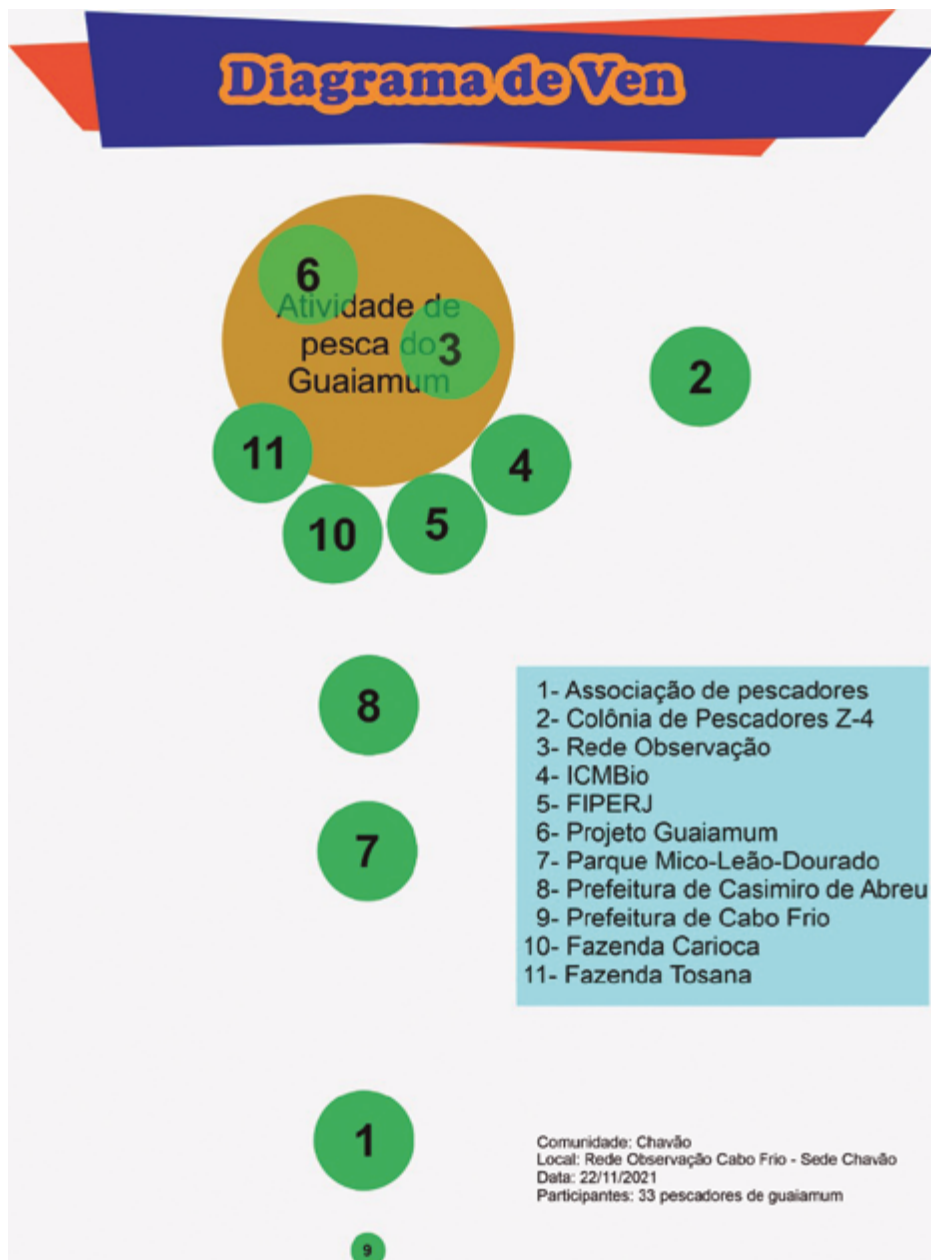 Diagrama de Ven
6
Atividade de
pesca do
Guaiamum
3
2
11
4
10
5
8
7
1- Associação de pescadores
2- Colônia de Pescadores Z-4
3- Rede Observação
4- ICMBio
5- FIPERJ
6- Projeto Guaiamum
7- Parque Mico-Leão-Dourado
8- Prefeitura de Casimiro de Abreu
9- Prefeitura de Cabo Frio
10- Fazenda Carioca
11- Fazenda Tosana
1
Comunidade: Chavão
Local: Rede Observação Cabo Frio - Sede Chavão
Data: 22/11/2021
Participantes: 33 pescadores de guaiamum
9